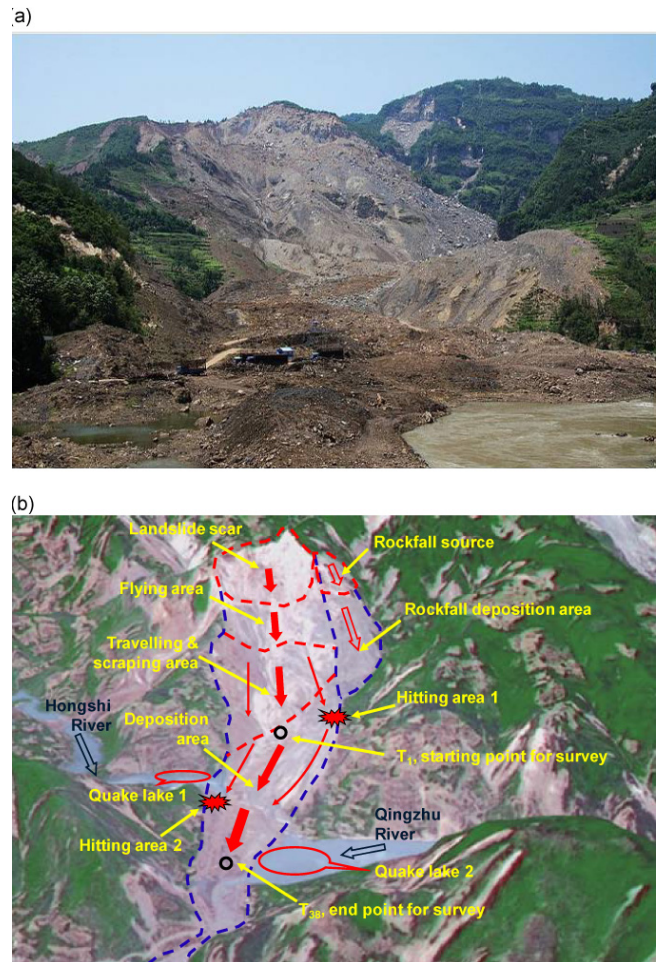 (a)
(b)
Landslide scar
Rockfall source
Flying area
Rockfall deposition area
Travelling &
scraping area
Hongshi
River
Deposition
area
Hitting area 1
T1, starting point for survey
Quake lake 1
Qingzhu
River
Hitting area 2
Quake lake 2
T38, end point for survey